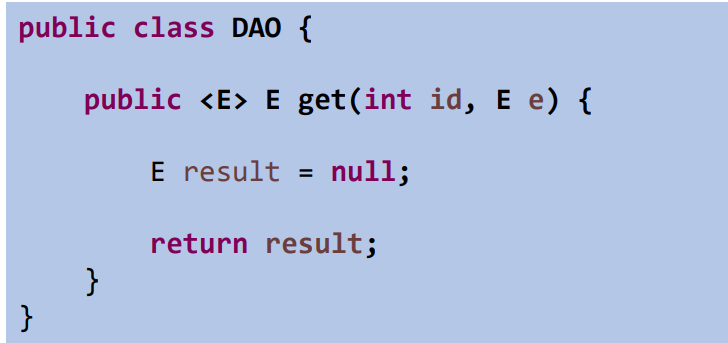 public class DAO {
public <E> E get(int id, E e) {
E result = null;
return result;
}
}